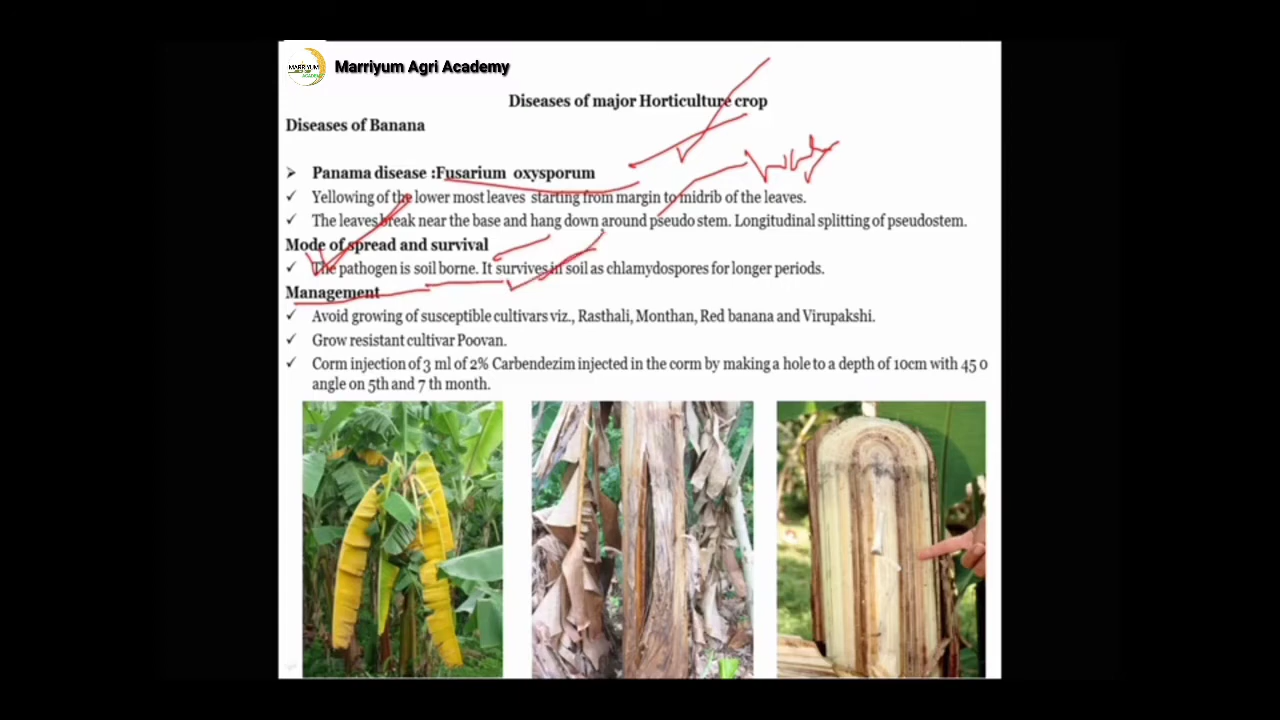 MARRIYUM
Marriyum Agri Academy
Diseases of major Horticulture crop
Diseases of Banana
➢ Panama disease :Fusarium oxysporum
✓ Yellowing of the lower most leaves starting from margin to midrib of the leaves.
✓ The leaves break near the base and hang down around pseudo stem. Longitudinal splitting of pseudostem.
Mode of spread and survival
✓ The pathogen is soil borne. It survives in soil as chlamydospores for longer periods.
Management
✓ Avoid growing of susceptible cultivars viz., Rasthali, Monthan, Red banana and Virupakshi.
✓ Grow resistant cultivar Poovan.
✓ Corm injection of 3 ml of 2% Carbendezim injected in the corm by making a hole to a depth of 10cm with 45 0
angle on 5th and 7 th month.